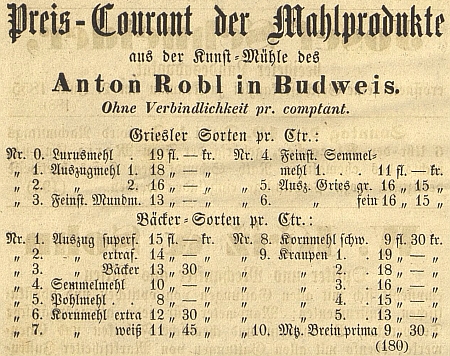 Preis-Courant der Mahlprodukte
aus der Kunst-Mühle des
Anton Robl in Budweis.
Ohne Verbindlichkeit pr. comptant.
Griesler Sorten pr. Ctr.:
Nr. 0. Luxusmehl . 19 fl. — kr.
„ 1. Auszugmehl 1. 18 „ — „
„ 2. „ 2. 16 „ — „
„ 3. Feinst. Mundm. 13 „ — „
Nr. 4. Feinst. Semmel-
mehl 1. . 11 fl. — kr.
„ 5. Ausz. Gries gr. 16 „ 15 „
„ 6. „ „ fein 16 „ 15 „
Bäcker-Sorten pr. Ctr.:
Nr. 1. Auszug superf. 15 fl. — kr.
„ 2. „ extraf. 14 „ — „
„ 3. „ Bäcker 13 „ 30 „
„ 4. Semmelmehl 10 „ — „
„ 5. Pohlmehl . 8 „ — „
„ 6. Kornmehl extra 12 „ 30 „
„ 7. „ weiß 11 „ 45 „
Nr. 8. Kornmehl schw. 9 fl. 30 kr.
„ 9. Kraupen 1. . 19 „ — „
„ „ „ 2. . 18 „ — „
„ „ „ 3. . 16 „ — „
„ „ „ 4. . 15 „ — „
„ „ „ 5. . 13 „ — „
„ 10. Mtz. Brein prima 9 „ 30 „
(180)